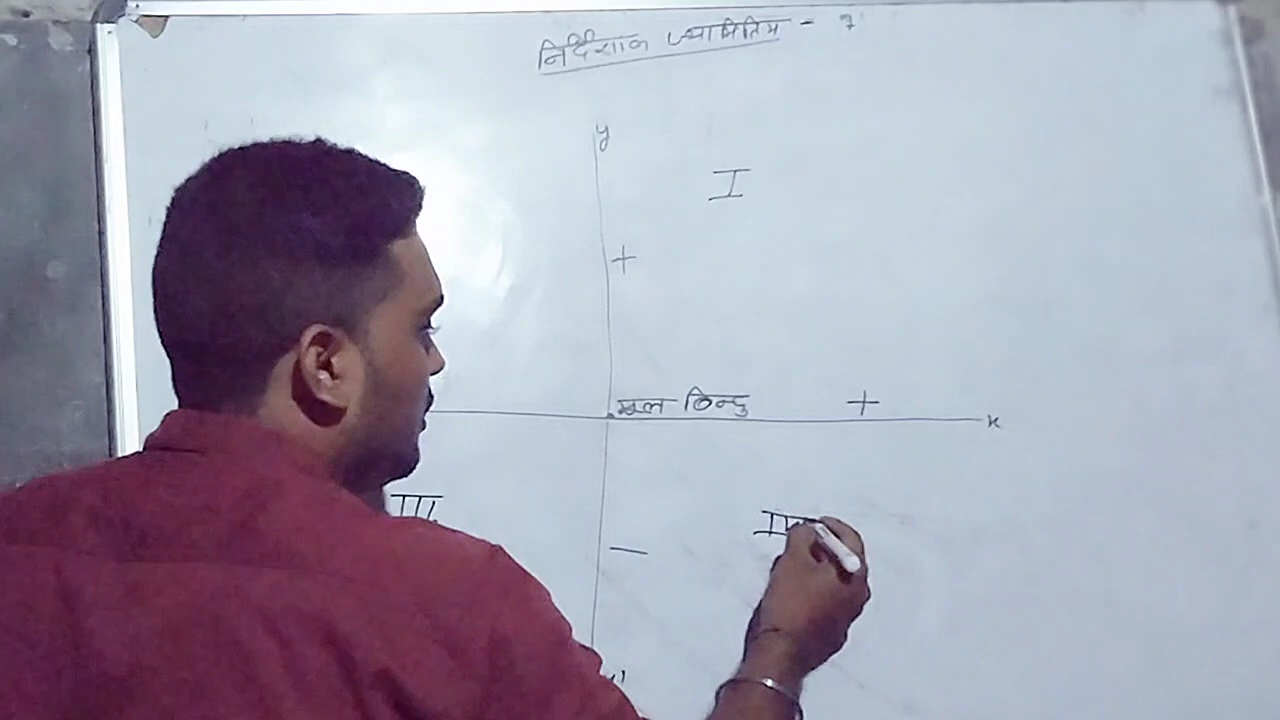 निर्देशांक ज्यामितिय - 7
y
I
+
मूल बिन्दु +
x
III
IV
-
y'